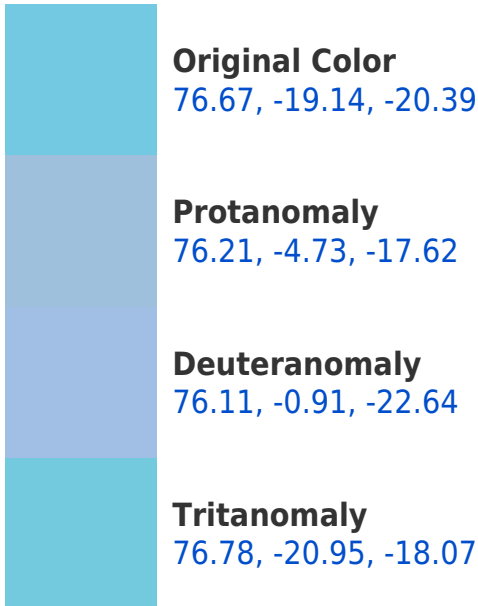 Original Color
76.67, -19.14, -20.39
Protanomaly
76.21, -4.73, -17.62
Deuteranomaly
76.11, -0.91, -22.64
Tritanomaly
76.78, -20.95, -18.07